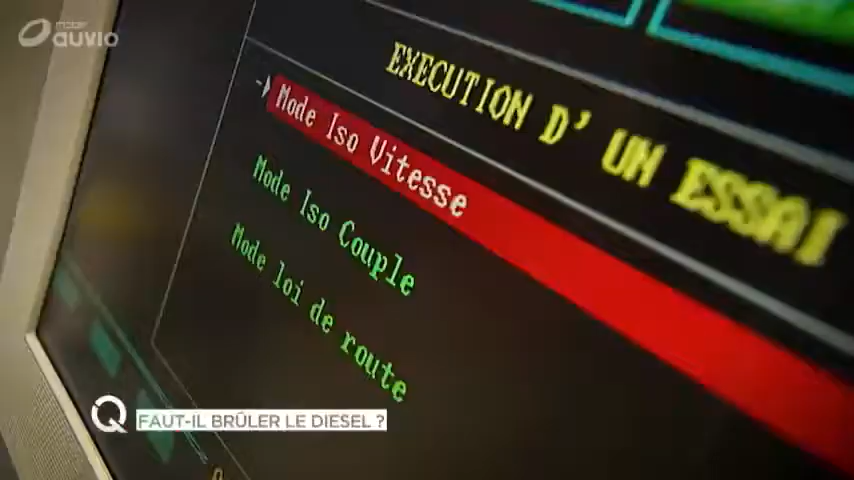 mobile auvio
EXECUTION D' UN ESSAI
Mode Iso Vitesse
Mode Iso Couple
Mode loi de route
Q FAUT-IL BRÛLER LE DIESEL ?